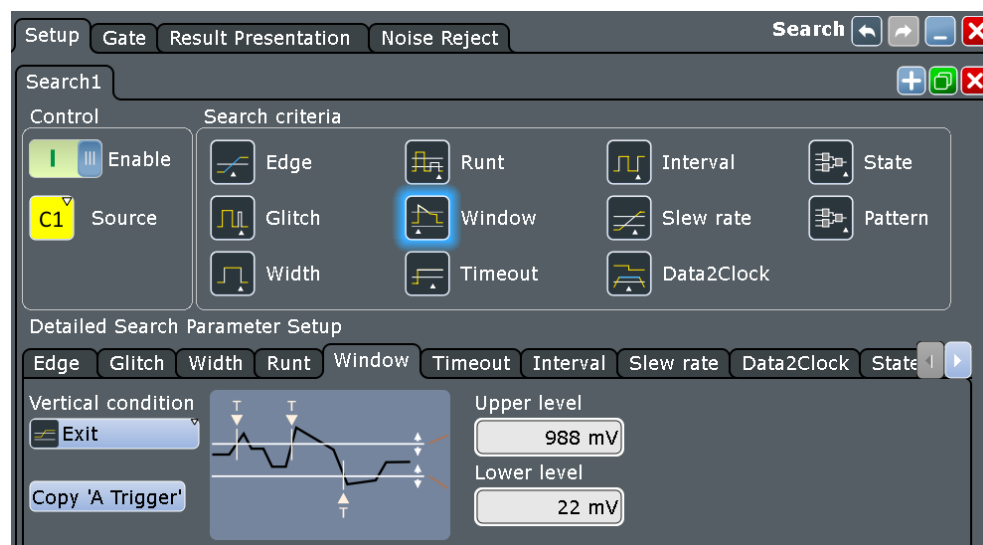 Setup Gate Result Presentation Noise Reject Search
Search1
Control Search criteria
I Enable Edge Runt Interval State
C1 Source Glitch Window Slew rate Pattern
Width Timeout Data2Clock
Detailed Search Parameter Setup
Edge Glitch Width Runt Window Timeout Interval Slew rate Data2Clock State
Vertical condition T T Upper level
Exit 988 mV
Lower level
Copy 'A Trigger' T 22 mV